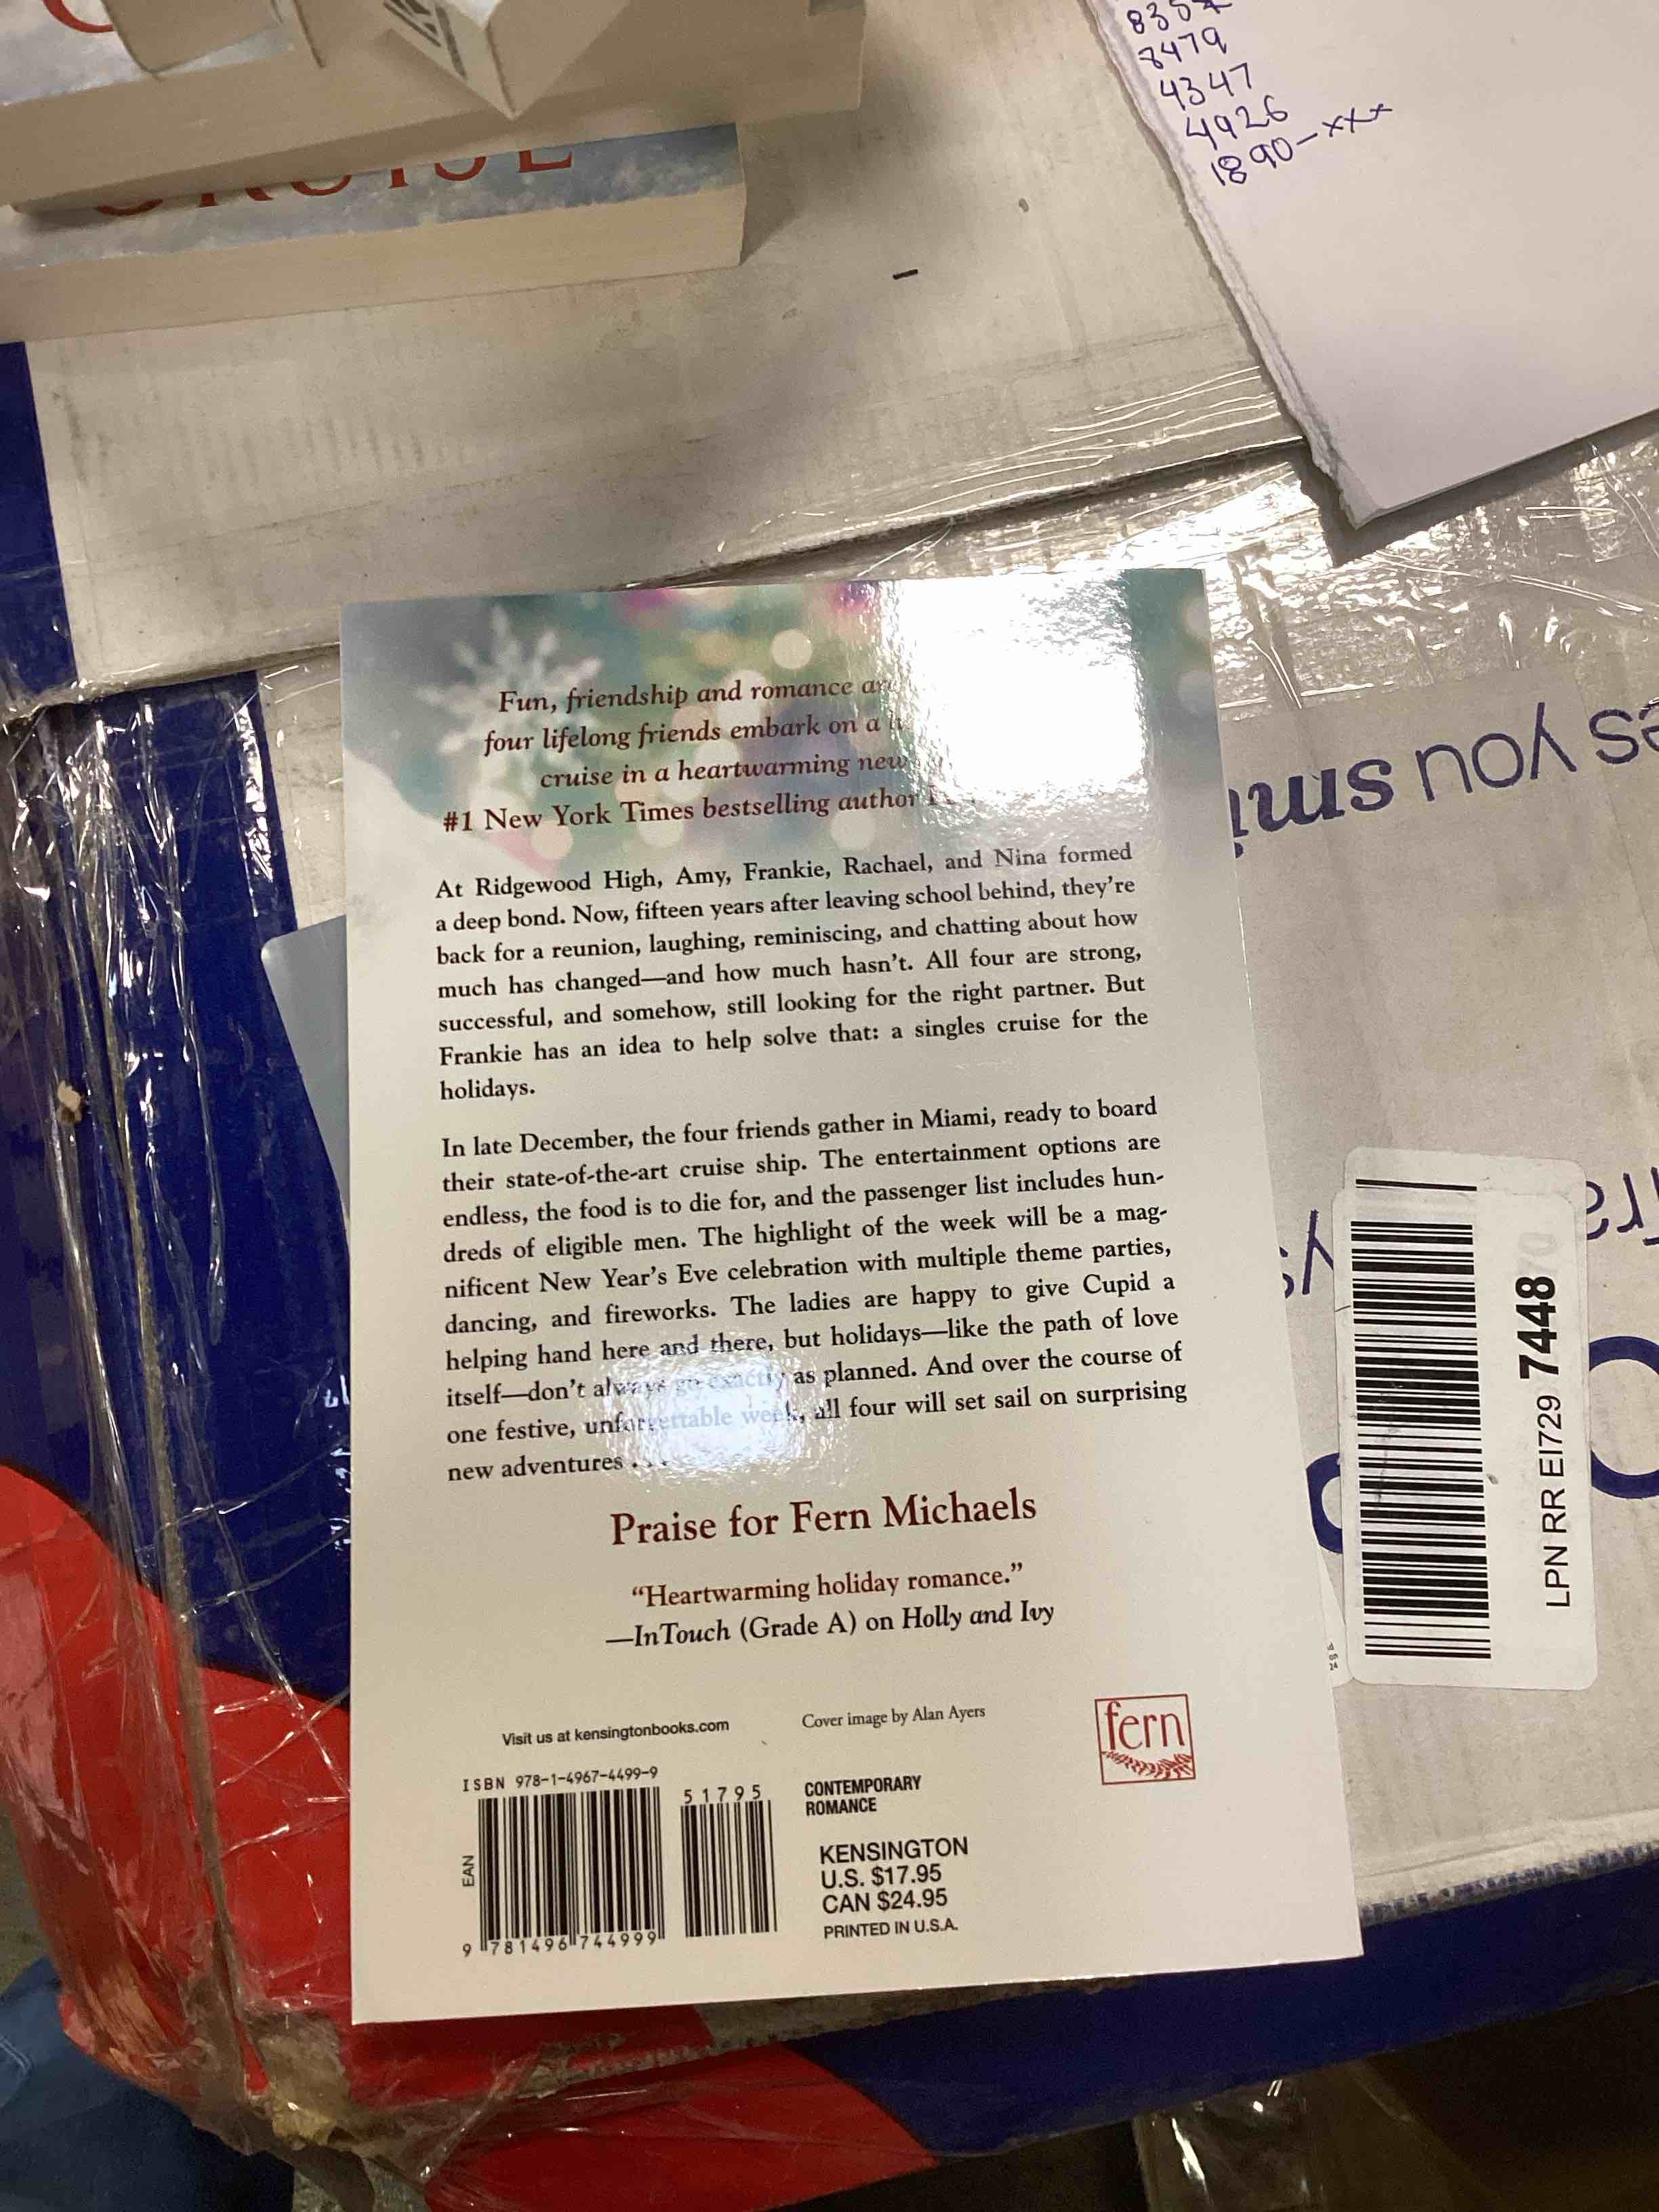 CRUISE
8479
4347
4926
1890-xxx
es you
smi
Fun, friendship and romance
four lifelong friends embark on a
cruise in a heartwarming new
#1 New York Times bestselling author
At Ridgewood High, Amy, Frankie, Rachael, and Nina formed
a deep bond. Now, fifteen years after leaving school behind, they're
back for a reunion, laughing, reminiscing, and chatting about how
much has changed—and how much hasn't. All four are strong,
successful, and somehow, still looking for the right partner. But
Frankie has an idea to help solve that: a singles cruise for the
holidays.
In late December, the four friends gather in Miami, ready to board
their state-of-the-art cruise ship. The entertainment options are
endless, the food is to die for, and the passenger list includes hun-
dreds of eligible men. The highlight of the week will be a mag-
nificent New Year's Eve celebration with multiple theme parties,
dancing, and fireworks. The ladies are happy to give Cupid a
helping hand here and there, but holidays—like the path of love
itself—don't always go exactly as planned. And over the course of
one festive, unforgettable week, all four will set sail on surprising
new adventures . . .
Praise for Fern Michaels
“Heartwarming holiday romance.”
—InTouch (Grade A) on Holly and Ivy
Visit us at kensingtonbooks.com
Cover image by Alan Ayers
fern
ISBN 978-1-4967-4499-9
51795
EAN
9 781496 744999
CONTEMPORARY
ROMANCE
KENSINGTON
U.S. $17.95
CAN $24.95
PRINTED IN U.S.A.
LPN RR EI729 7448